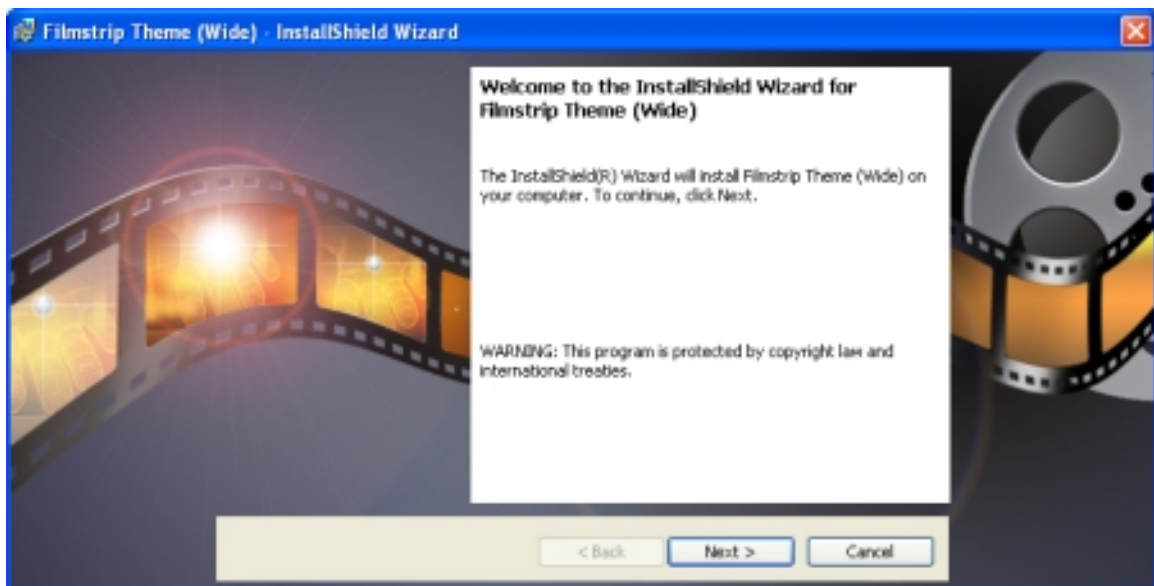 Filmstrip Theme (Wide) - InstallShield Wizard
Welcome to the InstallShield Wizard for
Filmstrip Theme (Wide)
The InstallShield(R) Wizard will install Filmstrip Theme (Wide) on
your computer. To continue, click Next.
WARNING: This program is protected by copyright law and
international treaties.
< Back
Next >
Cancel